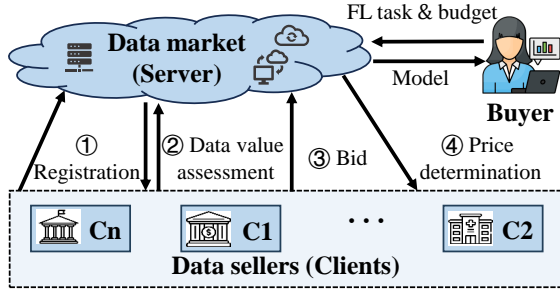 FL task & budget
Data market
(Server)
Model
Buyer
①
Registration
② Data value
assessment
③ Bid
④ Price
determination
Cn
C1
...
C2
Data sellers (Clients)